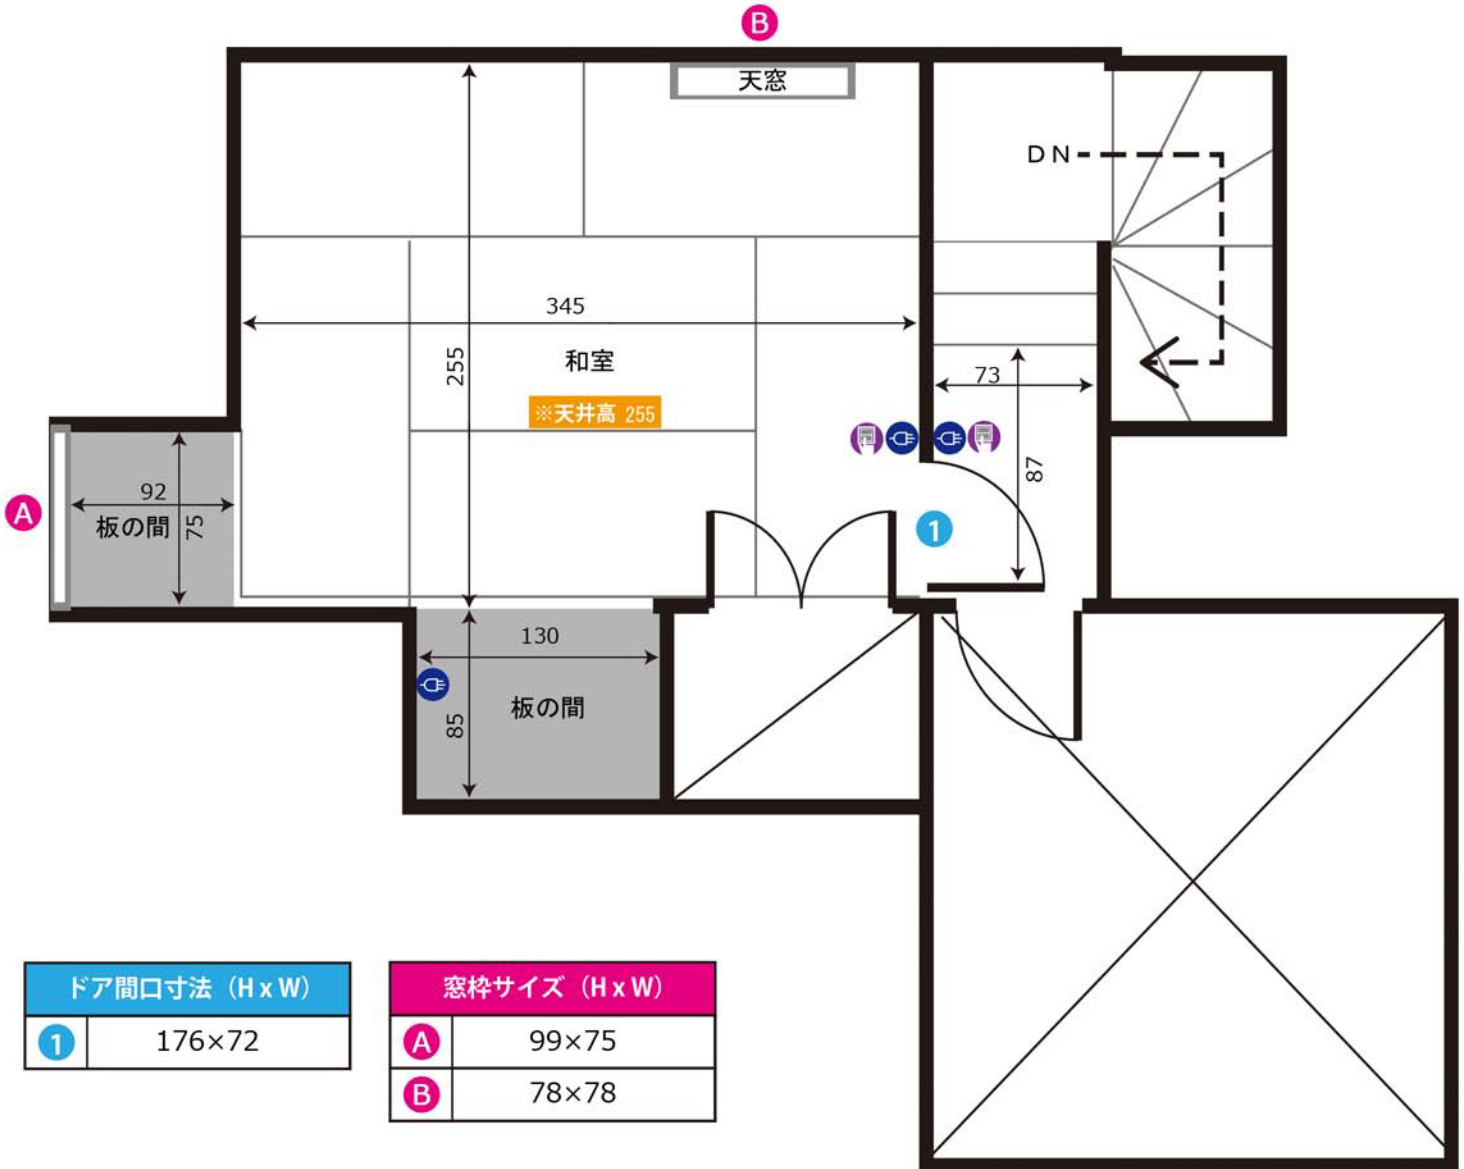 B
天窓
DN
345
255
和室
※天井高 255
73
87
A
92
板の間
75
1
130
85
板の間
ドア間口寸法（H x W）
1 176×72
窓枠サイズ（H x W）
A 99×75
B 78×78